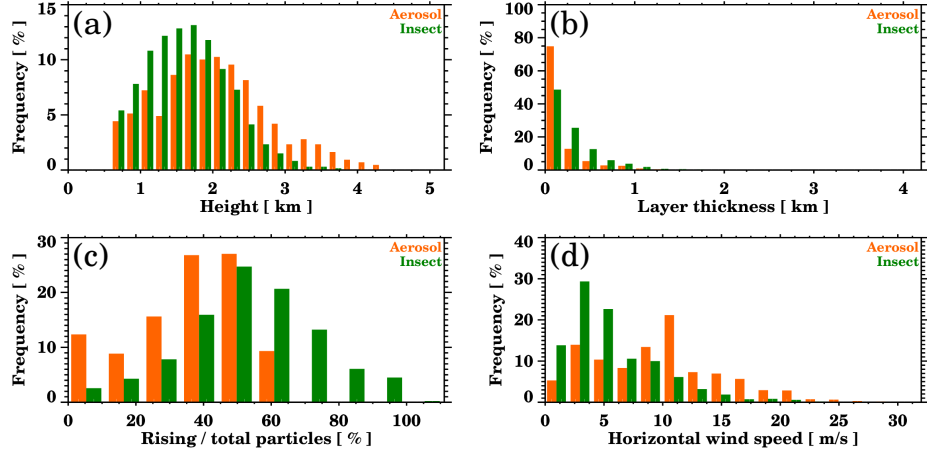 (a)
Aerosol
Insect
Frequency [ % ]
15
10
5
0
0 1 2 3 4 5
Height [ km ]
(b)
Aerosol
Insect
Frequency [ % ]
100
80
60
40
20
0
0 1 2 3 4
Layer thickness [ km ]
(c)
Aerosol
Insect
Frequency [ % ]
30
20
10
0
0 20 40 60 80 100
Rising / total particles [ % ]
(d)
Aerosol
Insect
Frequency [ % ]
40
30
20
10
0
0 5 10 15 20 25 30
Horizontal wind speed [ m/s ]